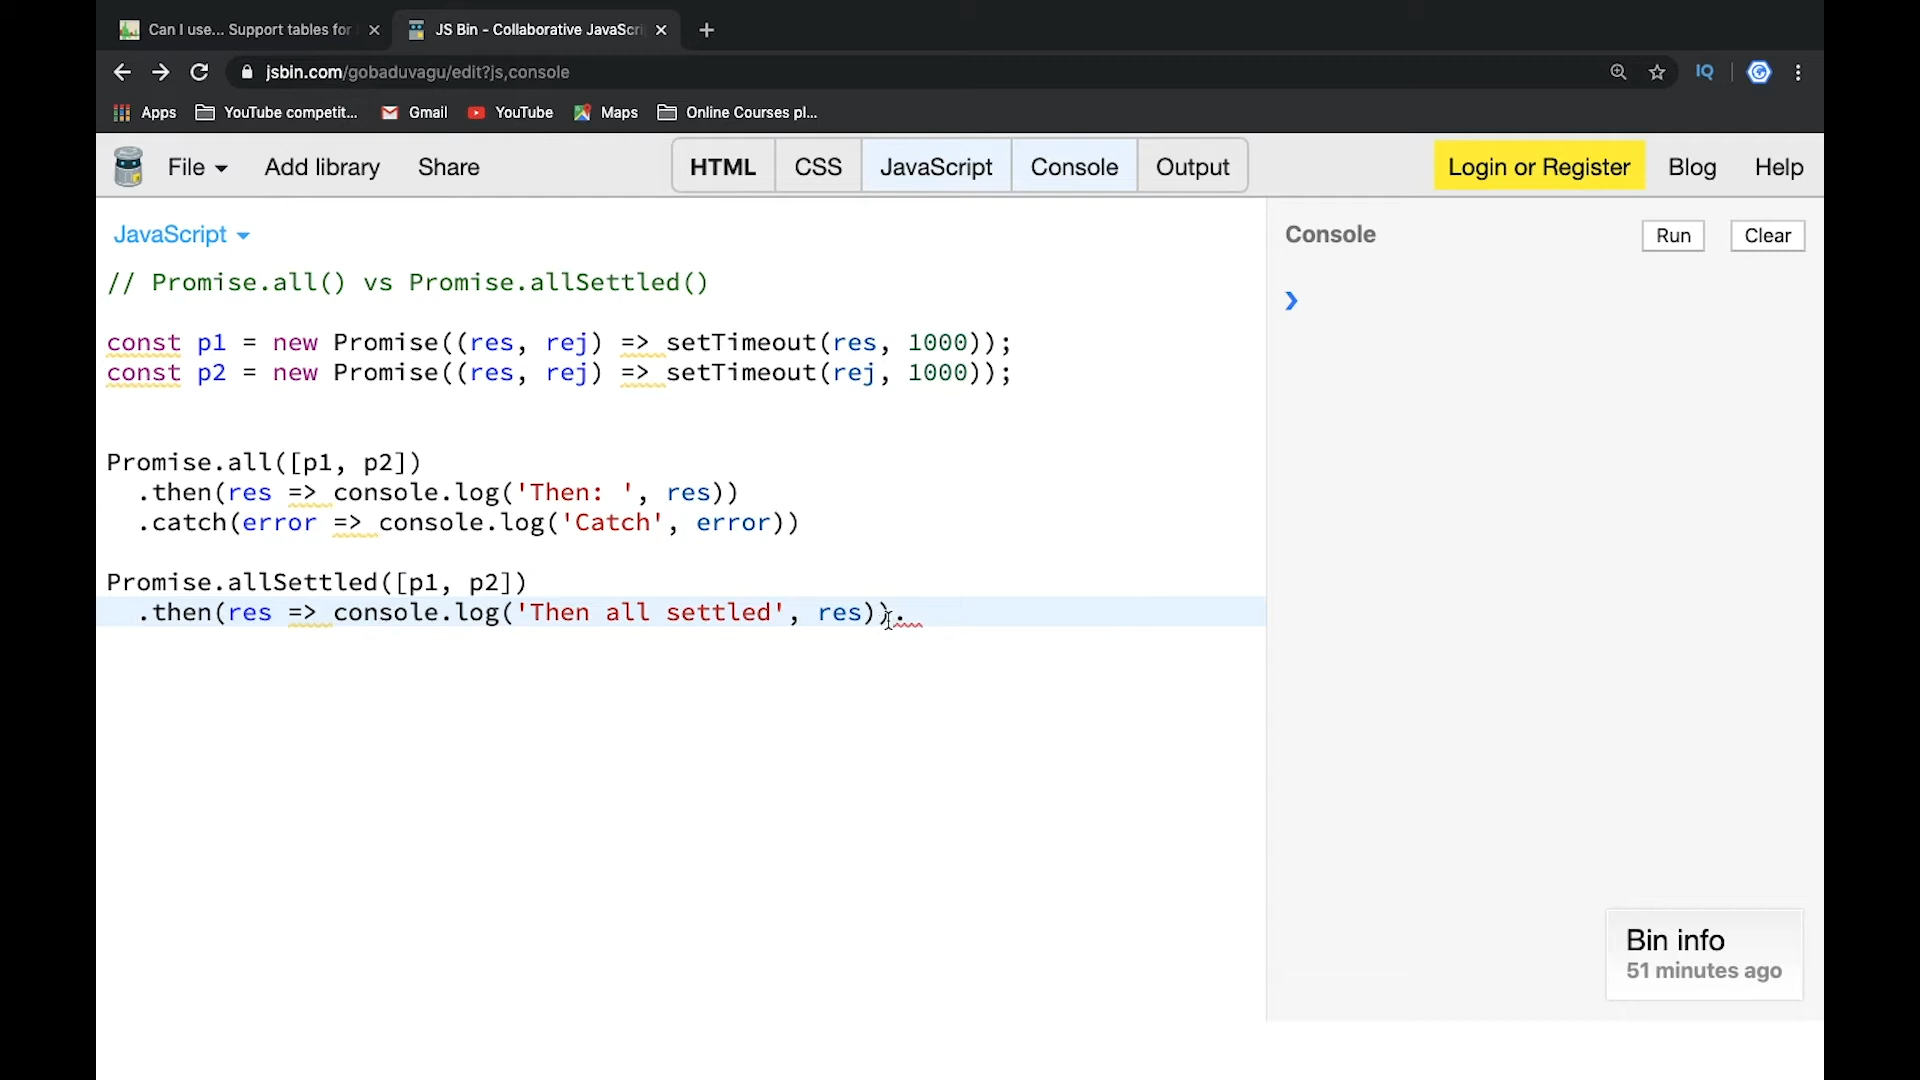 Can I use... Support tables for
JS Bin - Collaborative JavaScri
jsbin.com/gobaduvagu/edit?js,console
IQ
Apps
YouTube competit...
Gmail
YouTube
Maps
Online Courses pl...
File
Add library
Share
HTML
CSS
JavaScript
Console
Output
Login or Register
Blog
Help
JavaScript
// Promise.all() vs Promise.allSettled()
const p1 = new Promise((res, rej) => setTimeout(res, 1000));
const p2 = new Promise((res, rej) => setTimeout(rej, 1000));
Promise.all([p1, p2])
.then(res => console.log('Then: ', res))
.catch(error => console.log('Catch', error))
Promise.allSettled([p1, p2])
.then(res => console.log('Then all settled', res)).
Console
Run
Clear
Bin info
51 minutes ago